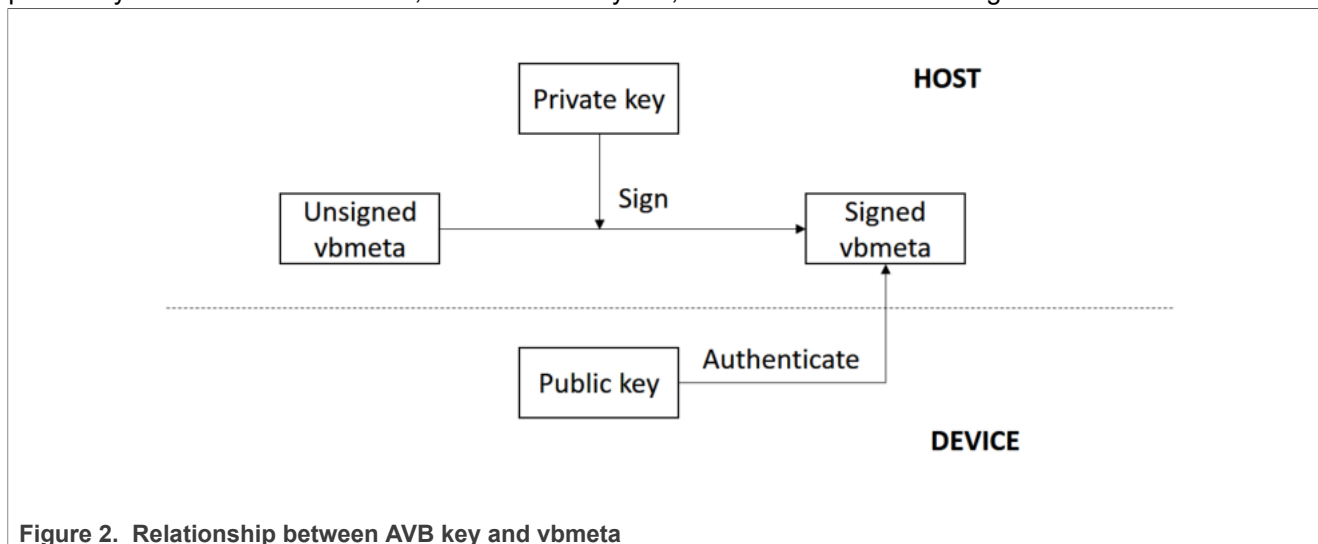 HOST
Private key
Sign
Unsigned
vbmeta
Signed
vbmeta
Authenticate
Public key
DEVICE
Figure 2. Relationship between AVB key and vbmeta